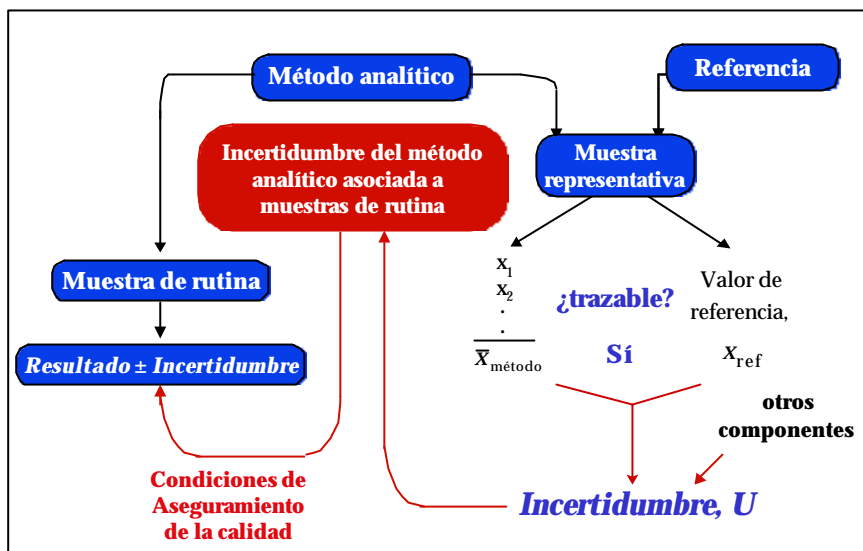 Método analítico
Referencia
Incertidumbre del método
analítico asociada a
muestras de rutina
Muestra
representativa
Muestra de rutina
Resultado ± Incertidumbre
x₁
x₂
.
.
x̅ método
¿trazable?
Sí
Valor de
referencia,
x ref
otros
componentes
Condiciones de
Aseguramiento
de la calidad
Incertidumbre, U